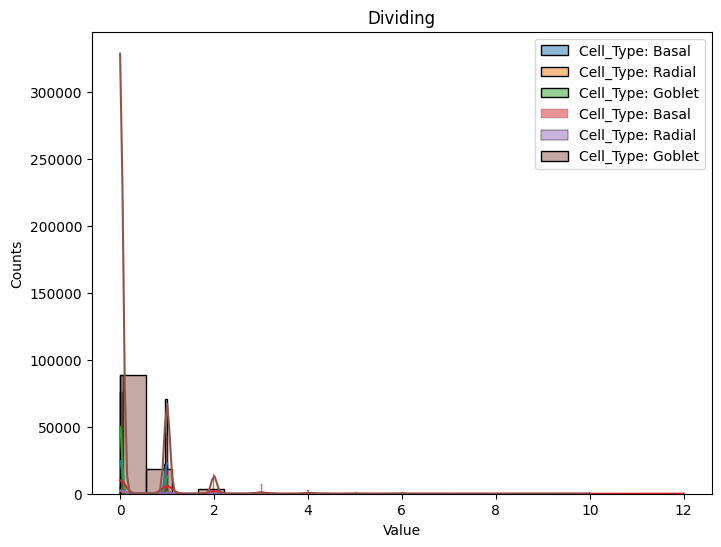 Dividing
Cell_Type: Basal
Cell_Type: Radial
Cell_Type: Goblet
Cell_Type: Basal
Cell_Type: Radial
Cell_Type: Goblet
Counts
300000
250000
200000
150000
100000
50000
0
0 2 4 6 8 10 12
Value